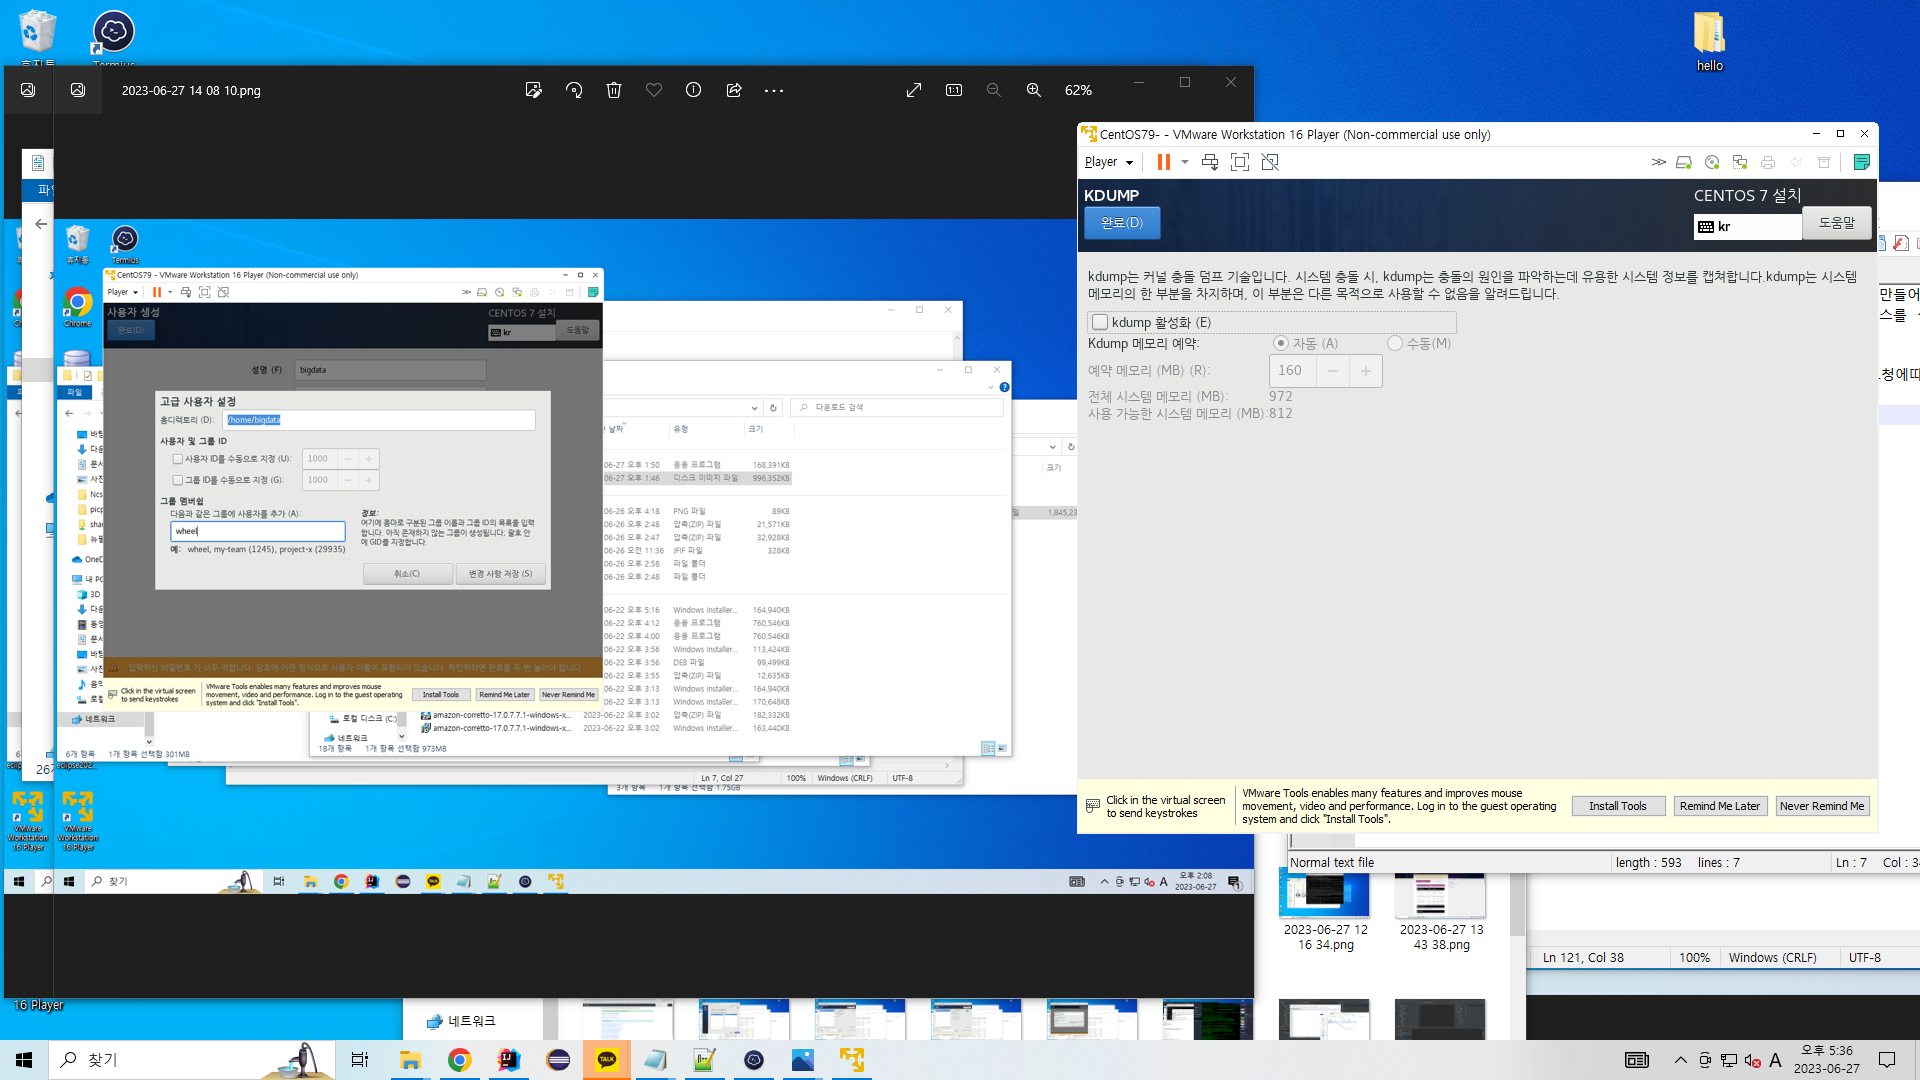 Termius
hello
2023-06-27 14 08 10.png
62%
CentOS79- - VMware Workstation 16 Player (Non-commercial use only)
Player
KDUMP
CENTOS 7 설치
완료(D)
kr
도움말
kdump는 커널 충돌 덤프 기술입니다. 시스템 충돌 시, kdump는 충돌의 원인을 파악하는데 유용한 시스템 정보를 캡쳐합니다.kdump는 시스템
메모리의 한 부분을 차지하며, 이 부분은 다른 목적으로 사용할 수 없음을 알려드립니다.
kdump 활성화 (E)
Kdump 메모리 예약:
자동 (A)
수동(M)
예약 메모리 (MB) (R):
160
전체 시스템 메모리 (MB):
972
사용 가능한 시스템 메모리 (MB):812
Click in the virtual screen
to send keystrokes
VMware Tools enables many features and improves mouse
movement, video and performance. Log in to the guest operating
system and click "Install Tools".
Install Tools
Remind Me Later
Never Remind Me
휴지통
Termius
Chrome
CentOS79 - VMware Workstation 16 Player (Non-commercial use only)
Player
사용자 생성
CENTOS 7 설치
완료(D)
kr
도움말
성명 (F)
bigdata
고급 사용자 설정
홈디렉토리 (D):
/home/bigdata
사용자 및 그룹 ID
사용자 ID를 수동으로 지정 (U):
1000
그룹 ID를 수동으로 지정 (G):
1000
그룹 멤버쉽
다음과 같은 그룹에 사용자를 추가 (A):
wheel
예: wheel, my-team (1245), project-x (29935)
정보:
여기에 콤마로 구분된 그룹 이름과 그룹 ID의 목록을 입력
합니다. 아직 존재하지 않는 그룹이 생성됩니다; 괄호 안
에 GID를 지정합니다.
취소(C)
변경 사항 저장 (S)
입력하신 비밀번호 가 너무 약합니다. 암호에 어떤 형식으로 사용자 이름이 포함되어 있습니다. 확인하려면 완료를 두 번 눌러야 합니다.
Click in the virtual screen
to send keystrokes
VMware Tools enables many features and improves mouse
movement, video and performance. Log in to the guest operating
system and click "Install Tools".
Install Tools
Remind Me Later
Never Remind Me
파일
다운로드 검색
유형
크기
06-27 오후 1:50 응용 프로그램 168,391KB
06-27 오후 1:46 디스크 이미지 파일 996,352KB
06-26 오후 4:18 PNG 파일 89KB
06-26 오후 2:48 압축(ZIP) 파일 21,571KB
06-26 오후 2:47 압축(ZIP) 파일 32,928KB
06-26 오전 11:36 JFIF 파일 328KB
06-26 오후 2:58 파일 폴더
06-26 오후 2:48 파일 폴더
06-22 오후 5:16 Windows Installer... 164,940KB
06-22 오후 4:12 응용 프로그램 760,546KB
06-22 오후 4:00 응용 프로그램 760,546KB
06-22 오후 3:56 Windows Installer... 113,424KB
06-22 오후 3:56 DEB 파일 99,499KB
06-22 오후 3:55 압축(ZIP) 파일 12,635KB
06-22 오후 3:13 Windows Installer... 164,940KB
06-22 오후 3:13 Windows Installer... 170,648KB
amazon-corretto-17.0.7.7.1-windows-x... 2023-06-22 오후 3:02 압축(ZIP) 파일 182,332KB
amazon-corretto-17.0.7.7.1-windows-x... 2023-06-22 오후 3:02 Windows Installer... 163,440KB
로컬 디스크 (C:)
네트워크
18개 항목 1개 항목 선택함 973MB
네트워크
6개 항목 1개 항목 선택함 301MB
크기
Ln 7, Col 27
100%
Windows (CRLF)
UTF-8
3개 항목 1개 항목 선택함 1.75GB
VMware
Workstation
16 Player
VMware
Workstation
16 Player
찾기
오후 2:08
2023-06-27
16 Player
Normal text file
length : 593 lines : 7
2023-06-27 12
16 34.png
2023-06-27 13
43 38.png
Ln 121, Col 38
100%
Windows (CRLF)
UTF-8
네트워크
찾기
TALK
A
오후 5:36
2023-06-27